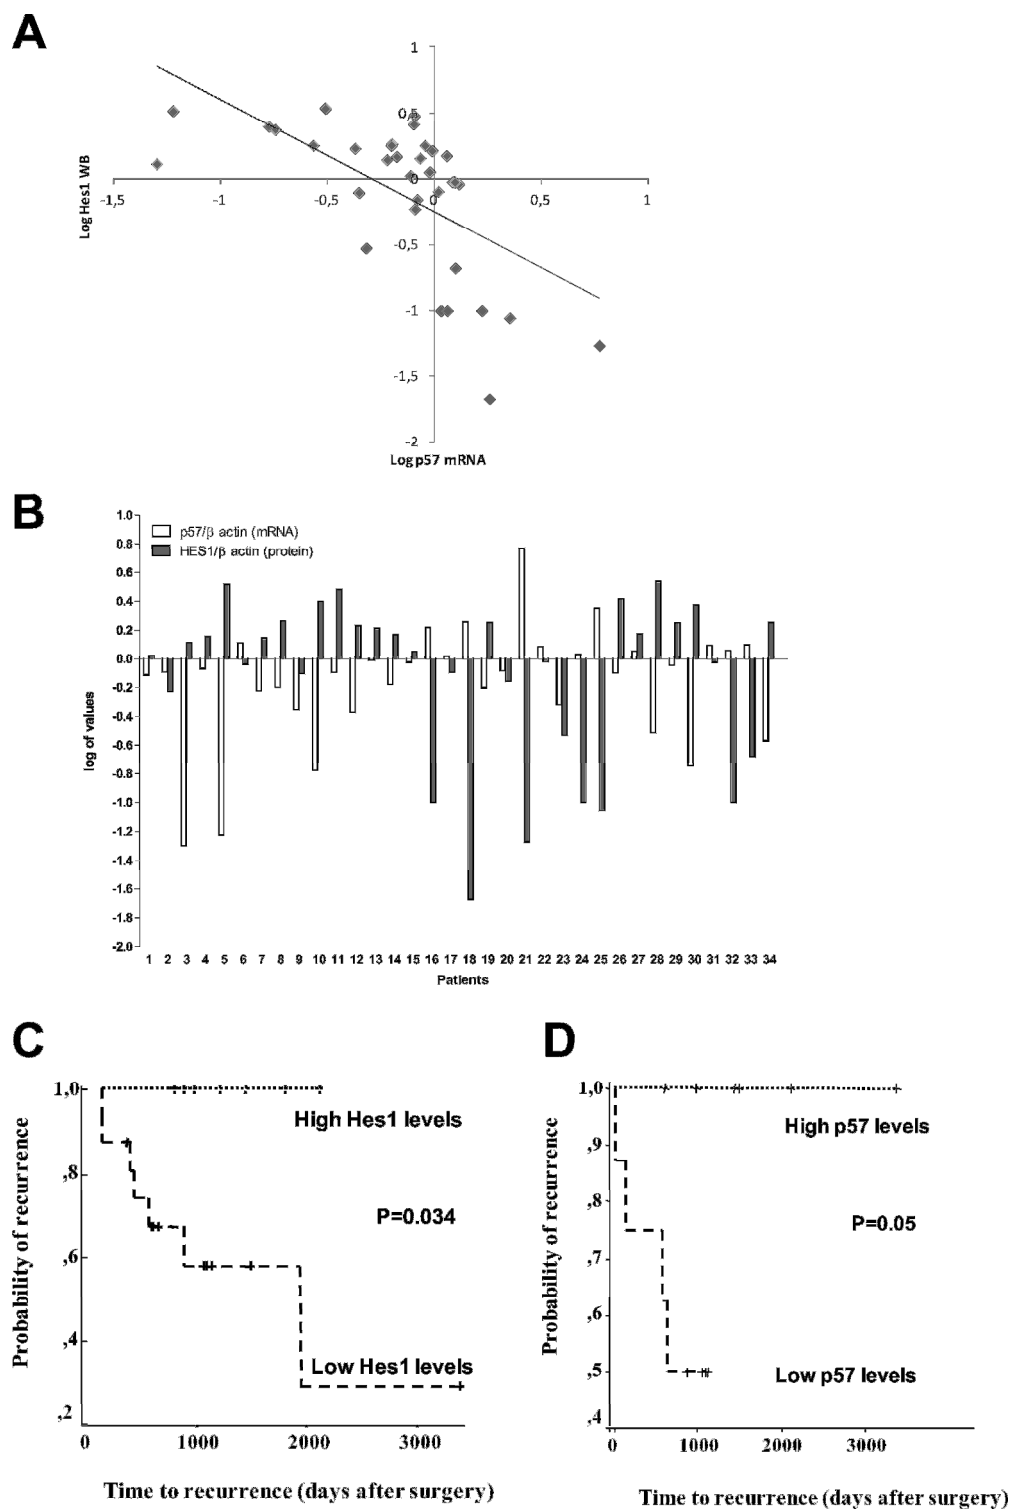 A
1
0,5
0
-0,5
-1
-1,5
-2
-1,5 -1 -0,5 0 0,5 1
Log Hes1 WB
Log p57 mRNA
B
p57/β actin (mRNA)
HES1/β actin (protein)
1.0
0.8
0.6
0.4
0.2
0.0
-0.2
-0.4
-0.6
-0.8
-1.0
-1.2
-1.4
-1.6
-1.8
-2.0
log of values
1 2 3 4 5 6 7 8 9 10 11 12 13 14 15 16 17 18 19 20 21 22 23 24 25 26 27 28 29 30 31 32 33 34
Patients
C
1,0
,8
,6
,4
,2
Probability of recurrence
High Hes1 levels
P=0.034
Low Hes1 levels
0 1000 2000 3000
Time to recurrence (days after surgery)
D
1,0
,9
,8
,7
,6
,5
,4
Probability of recurrence
High p57 levels
P=0.05
Low p57 levels
0 1000 2000 3000
Time to recurrence (days after surgery)